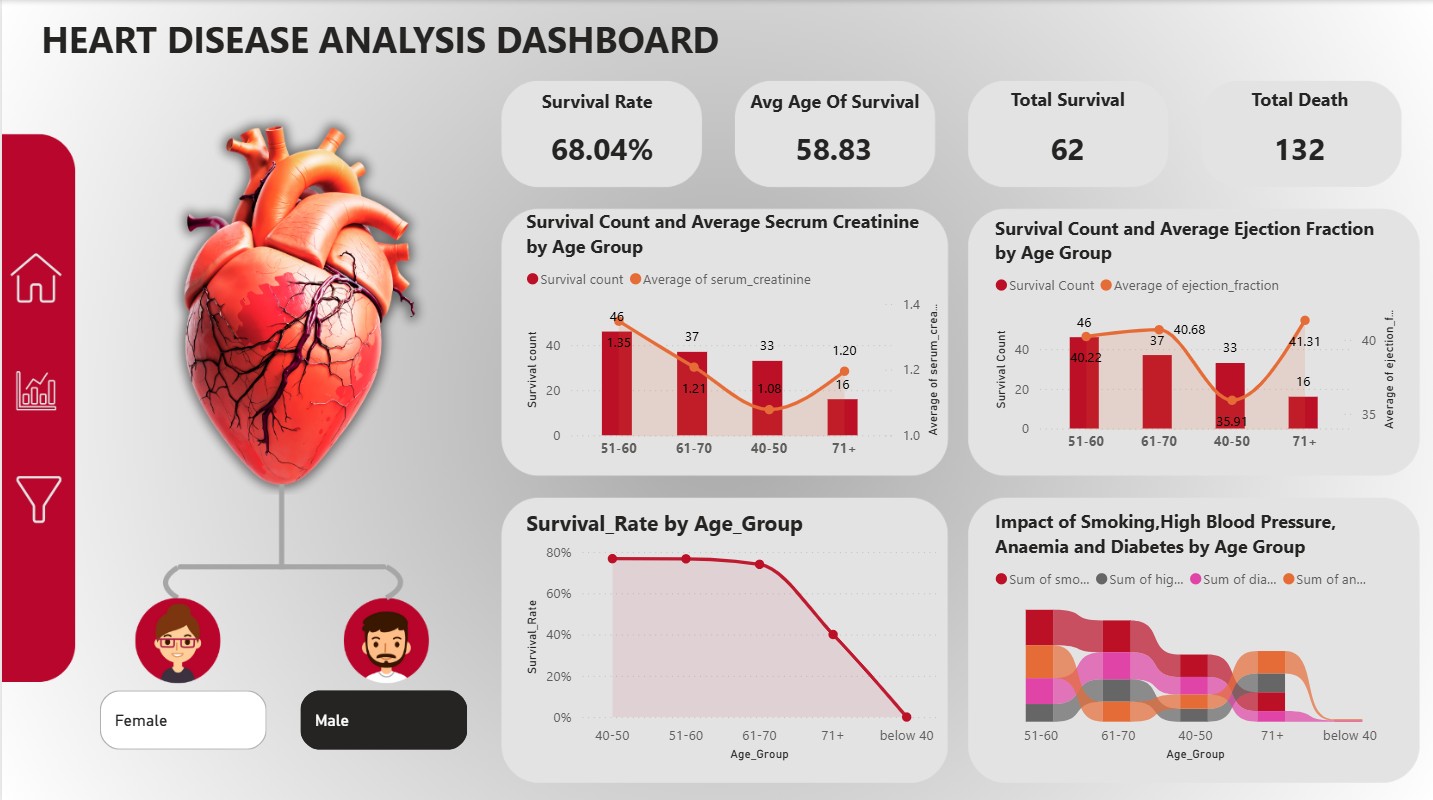 HEART DISEASE ANALYSIS DASHBOARD
Survival Rate
68.04%
Avg Age Of Survival
58.83
Total Survival
62
Total Death
132
Survival Count and Average Secrum Creatinine
by Age Group
Survival count
Average of serum_creatinine
Survival count
40
20
0
46
37
33
16
1.35
1.21
1.08
1.20
1.4
1.2
1.0
Average of serum_crea...
51-60
61-70
40-50
71+
Survival Count and Average Ejection Fraction
by Age Group
Survival Count
Average of ejection_fraction
Survival Count
40
20
0
46
37
33
16
40.22
40.68
35.91
41.31
40
35
Average of ejection_f...
51-60
61-70
40-50
71+
Female
Male
Survival_Rate by Age_Group
Survival_Rate
80%
60%
40%
20%
0%
40-50
51-60
61-70
71+
below 40
Age_Group
Impact of Smoking,High Blood Pressure,
Anaemia and Diabetes by Age Group
Sum of smo...
Sum of hig...
Sum of dia...
Sum of an...
51-60
61-70
40-50
71+
below 40
Age_Group